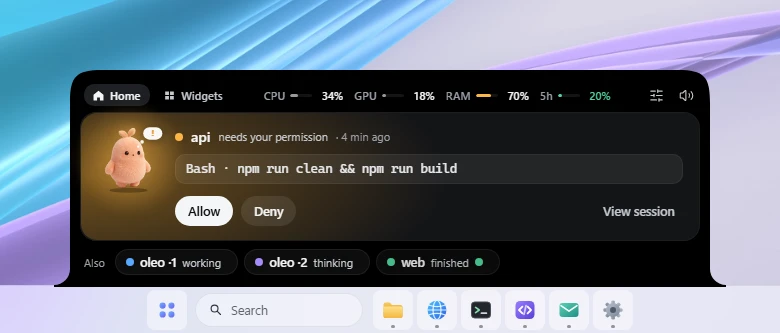 Home Widgets CPU 34% GPU 18% RAM 70% 5h 20%
!
api needs your permission · 4 min ago
Bash · npm run clean && npm run build
Allow Deny View session
Also oleo ·1 working oleo ·2 thinking web finished
Search